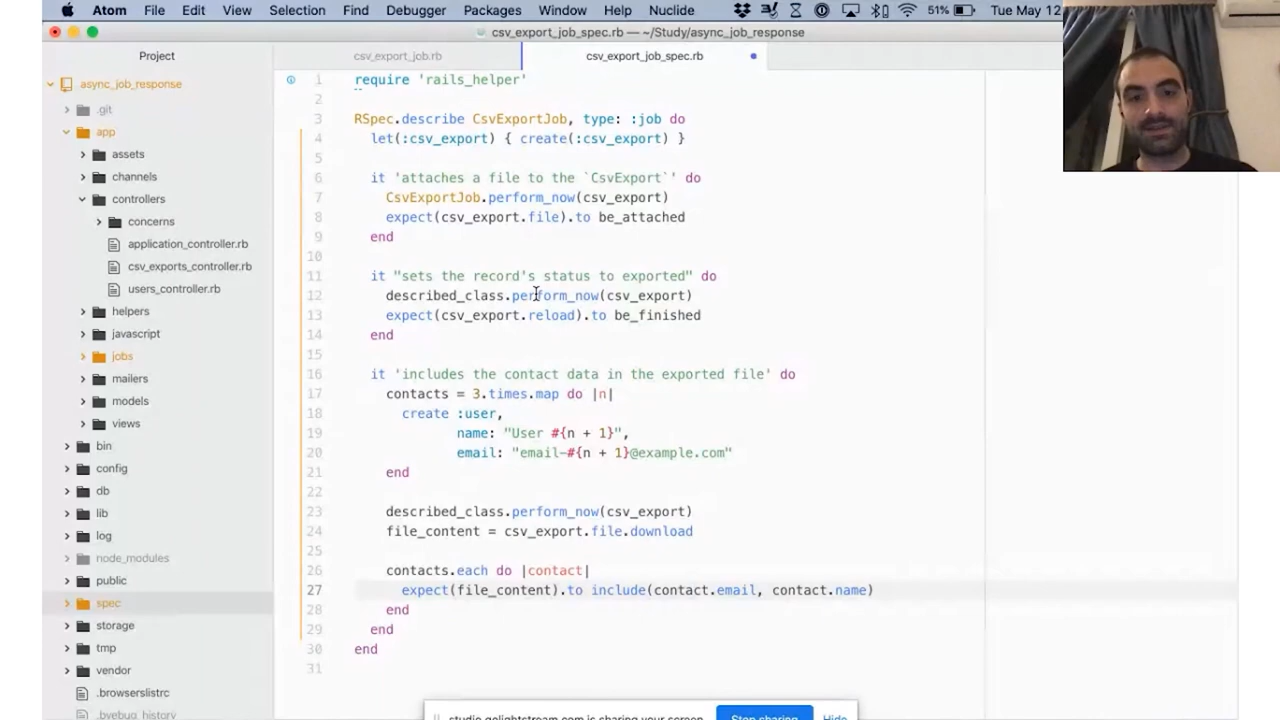 Atom File Edit View Selection Find Debugger Packages Window Help Nuclide 51% Tue May 12
csv_export_job_spec.rb — ~/Study/async_job_response
Project
csv_export_job.rb
csv_export_job_spec.rb
async_job_response
.git
app
assets
channels
controllers
concerns
application_controller.rb
csv_exports_controller.rb
users_controller.rb
helpers
javascript
jobs
mailers
models
views
bin
config
db
lib
log
node_modules
public
spec
storage
tmp
vendor
.browserslistrc
.byebug_history
1 require 'rails_helper'
2
3 RSpec.describe CsvExportJob, type: :job do
4 let(:csv_export) { create(:csv_export) }
5
6 it 'attaches a file to the `CsvExport`' do
7 CsvExportJob.perform_now(csv_export)
8 expect(csv_export.file).to be_attached
9 end
10
11 it "sets the record's status to exported" do
12 described_class.perform_now(csv_export)
13 expect(csv_export.reload).to be_finished
14 end
15
16 it 'includes the contact data in the exported file' do
17 contacts = 3.times.map do |n|
18 create :user,
19 name: "User #{n + 1}",
20 email: "email-#{n + 1}@example.com"
21 end
22
23 described_class.perform_now(csv_export)
24 file_content = csv_export.file.download
25
26 contacts.each do |contact|
27 expect(file_content).to include(contact.email, contact.name)
28 end
29 end
30 end
31
studio.golightstream.com is sharing your screen. Stop sharing Hide